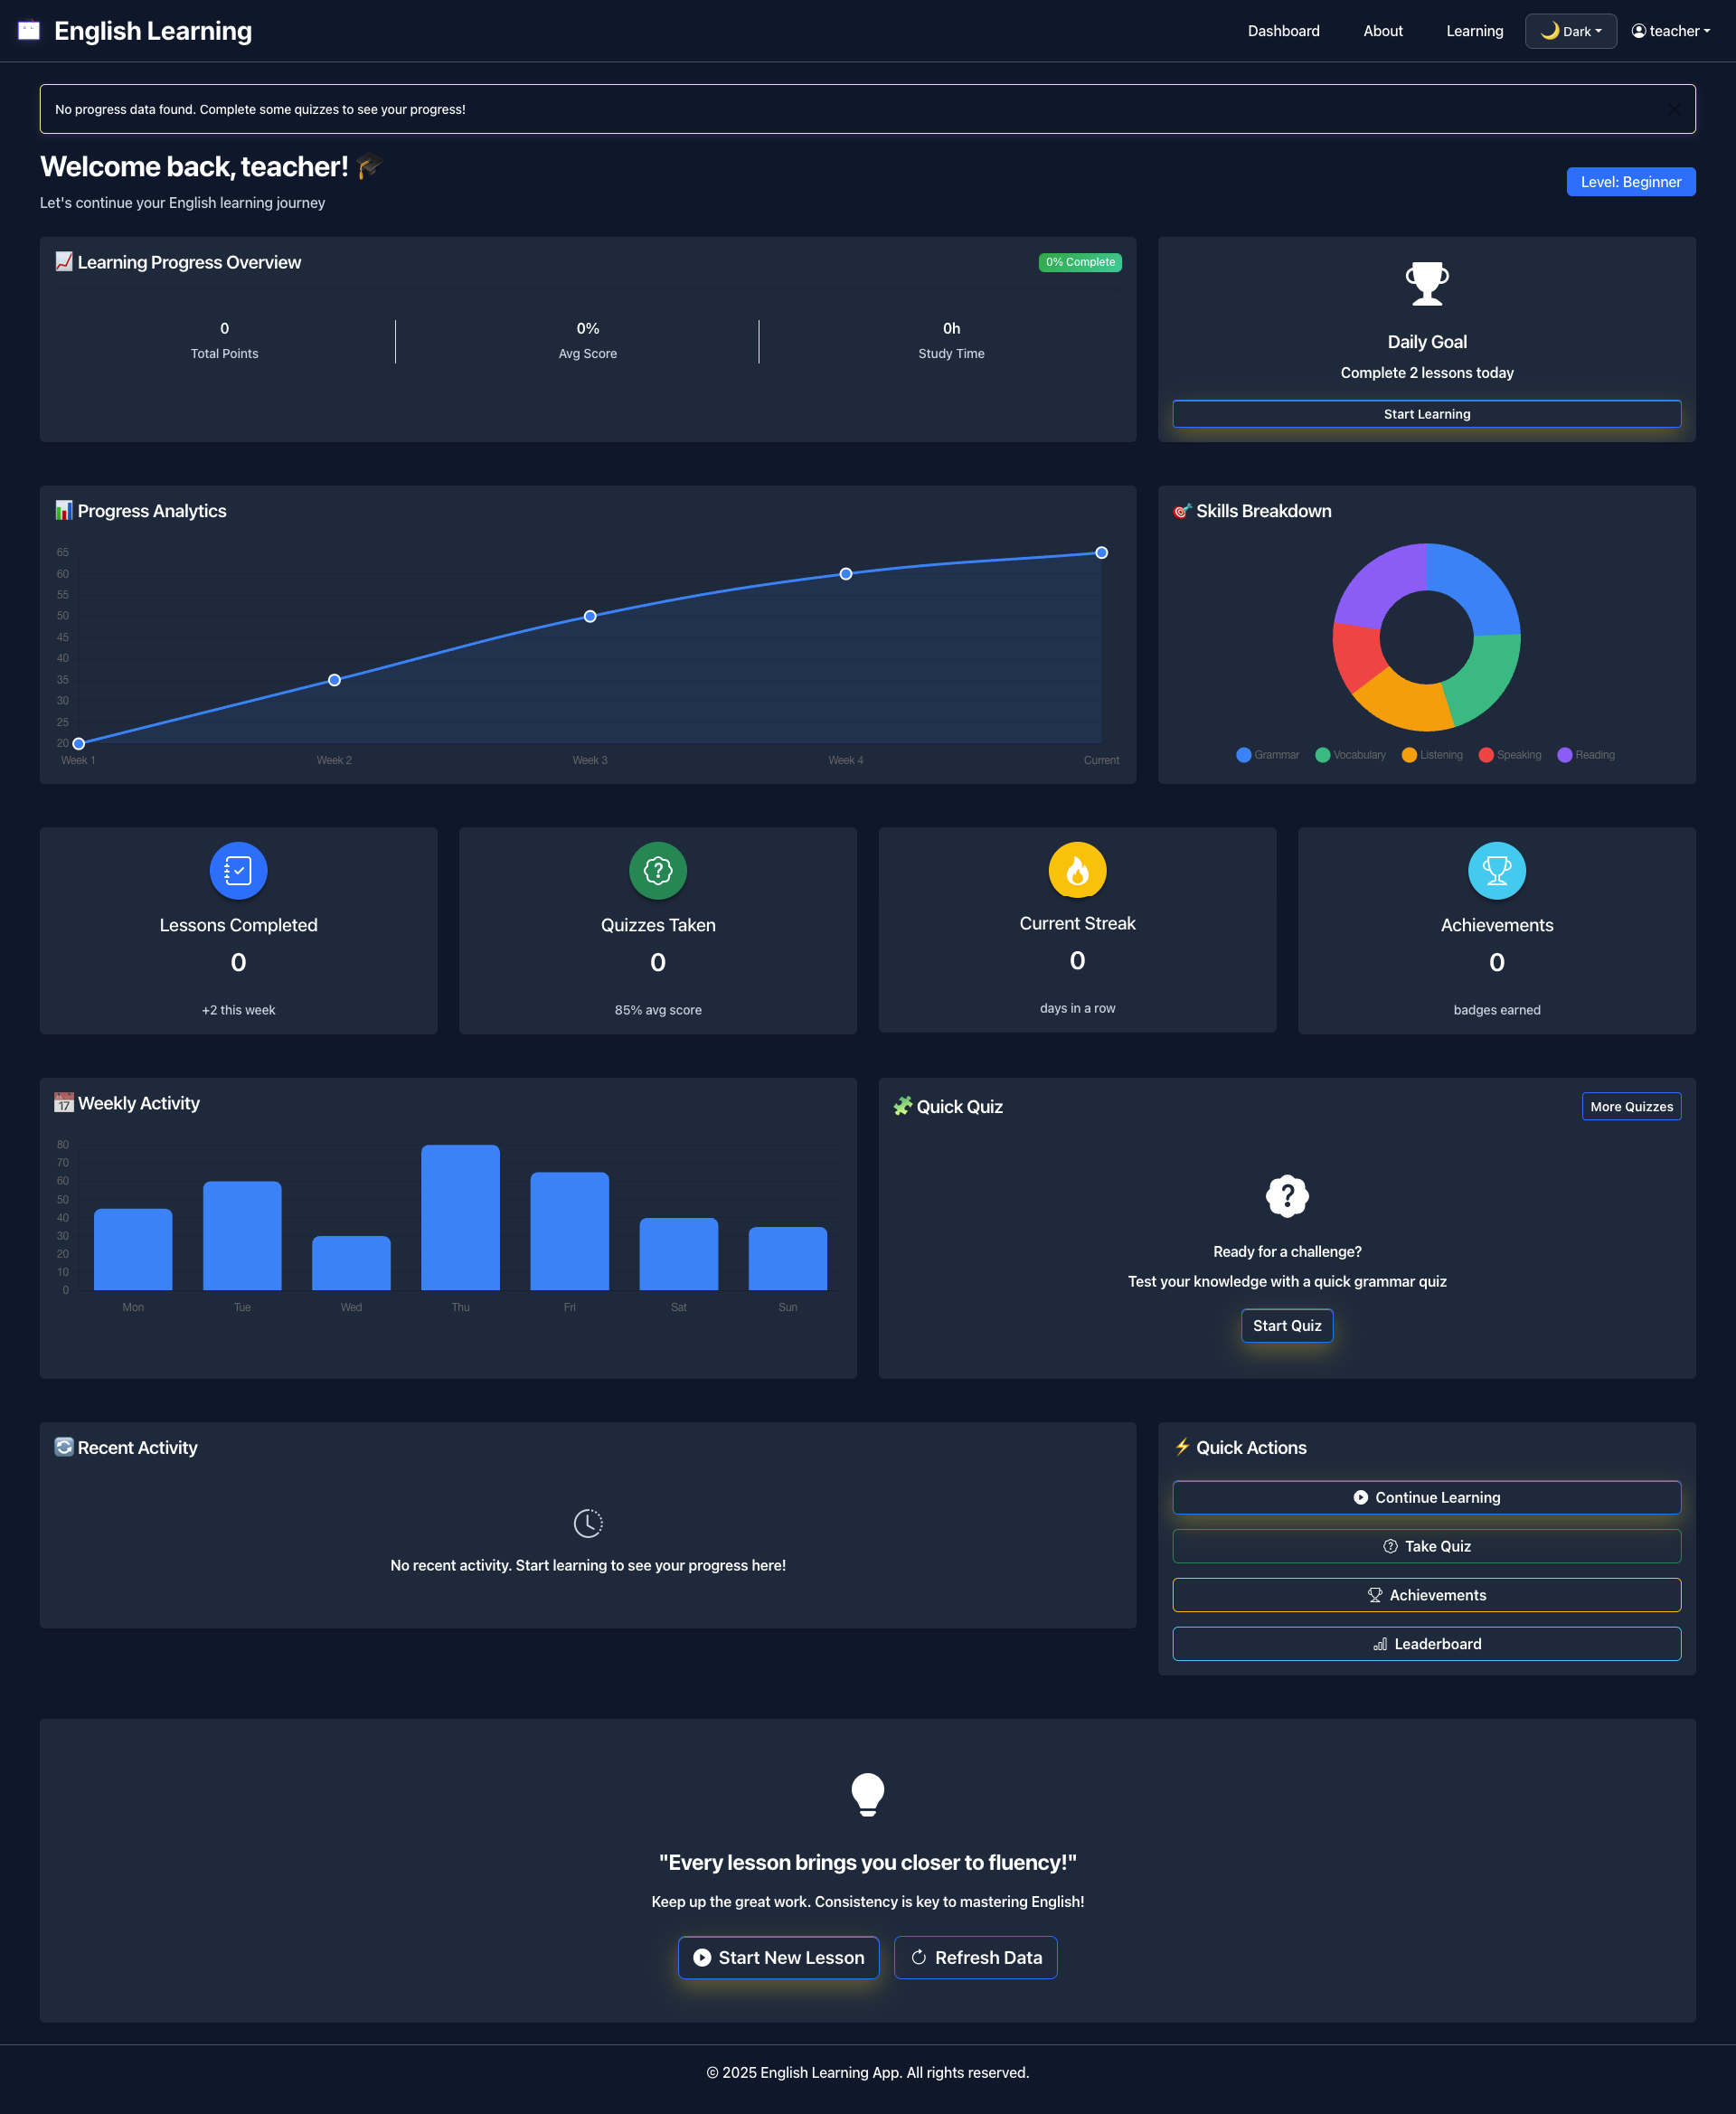 English Learning
Dashboard
About
Learning
Dark
teacher
No progress data found. Complete some quizzes to see your progress!
Welcome back, teacher!
Let's continue your English learning journey
Level: Beginner
Learning Progress Overview
0% Complete
0
Total Points
0%
Avg Score
0h
Study Time
Daily Goal
Complete 2 lessons today
Start Learning
Progress Analytics
65
60
55
50
45
40
35
30
25
20
Week 1
Week 2
Week 3
Week 4
Current
Skills Breakdown
Grammar
Vocabulary
Listening
Speaking
Reading
Lessons Completed
0
+2 this week
Quizzes Taken
0
85% avg score
Current Streak
0
days in a row
Achievements
0
badges earned
17 Weekly Activity
80
70
60
50
40
30
20
10
0
Mon
Tue
Wed
Thu
Fri
Sat
Sun
Quick Quiz
More Quizzes
Ready for a challenge?
Test your knowledge with a quick grammar quiz
Start Quiz
Recent Activity
No recent activity. Start learning to see your progress here!
Quick Actions
Continue Learning
Take Quiz
Achievements
Leaderboard
"Every lesson brings you closer to fluency!"
Keep up the great work. Consistency is key to mastering English!
Start New Lesson
Refresh Data
© 2025 English Learning App. All rights reserved.